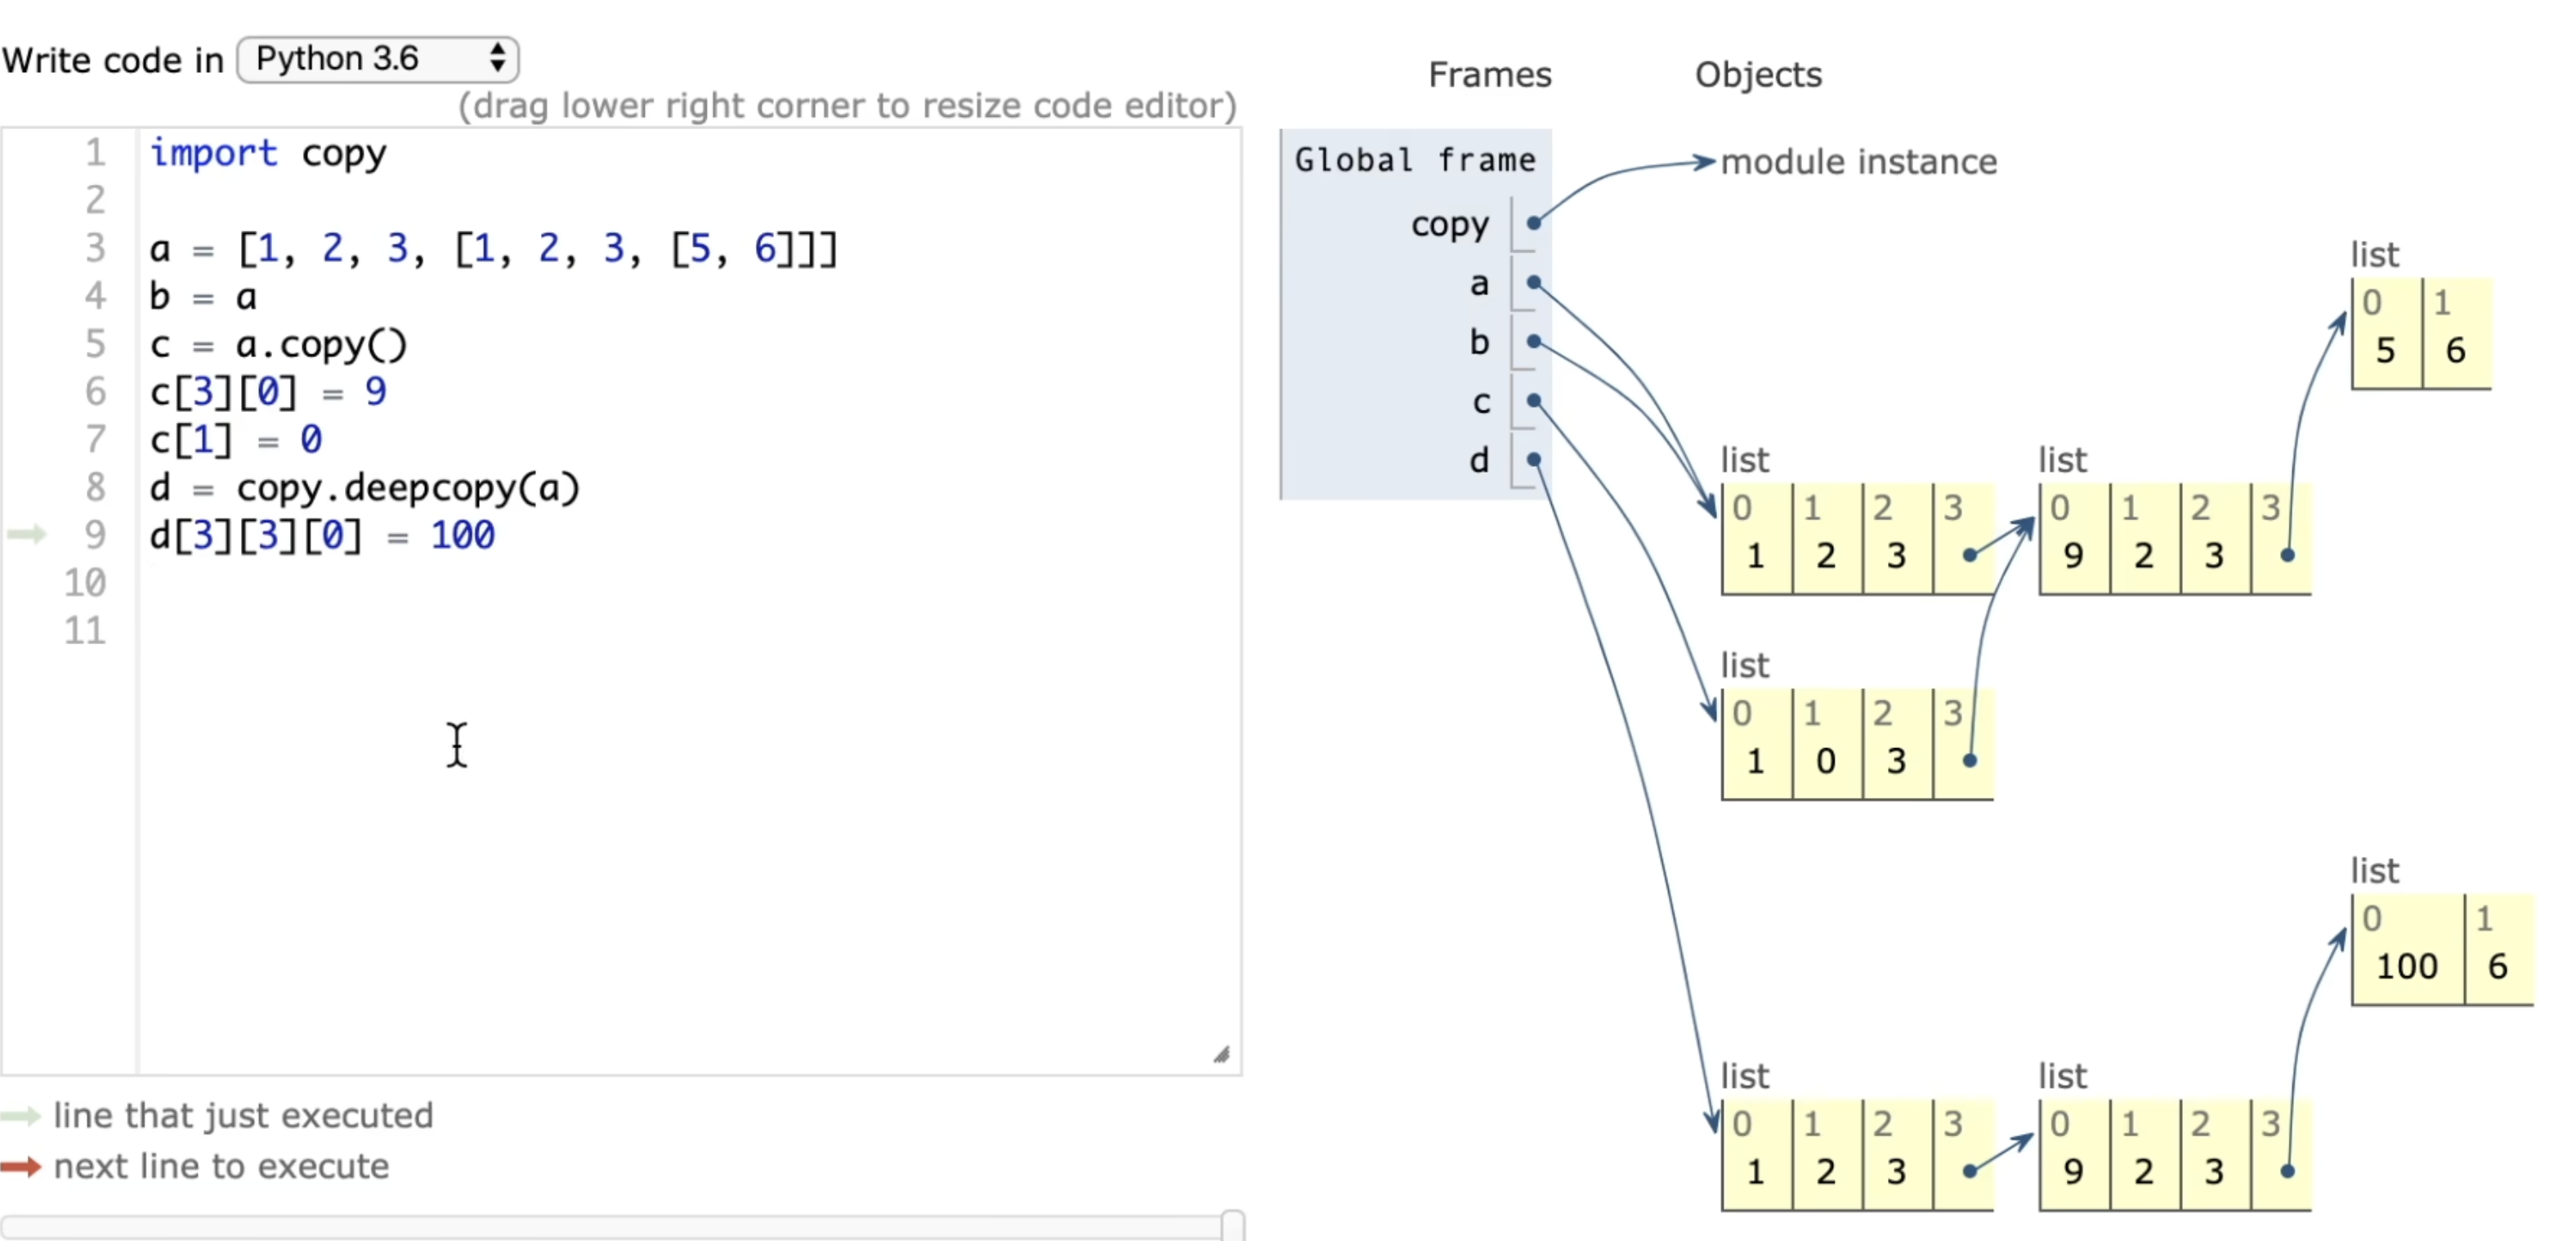 Write code in Python 3.6
(drag lower right corner to resize code editor)
1 import copy
2
3 a = [1, 2, 3, [1, 2, 3, [5, 6]]]
4 b = a
5 c = a.copy()
6 c[3][0] = 9
7 c[1] = 0
8 d = copy.deepcopy(a)
9 d[3][3][0] = 100
10
11
line that just executed
next line to execute
Frames Objects
Global frame
copy
a
b
c
d
module instance
list
0 1
5 6
list
0 1 2 3
1 2 3
list
0 1 2 3
9 2 3
list
0 1 2 3
1 0 3
list
0 1
100 6
list
0 1 2 3
1 2 3
list
0 1 2 3
9 2 3